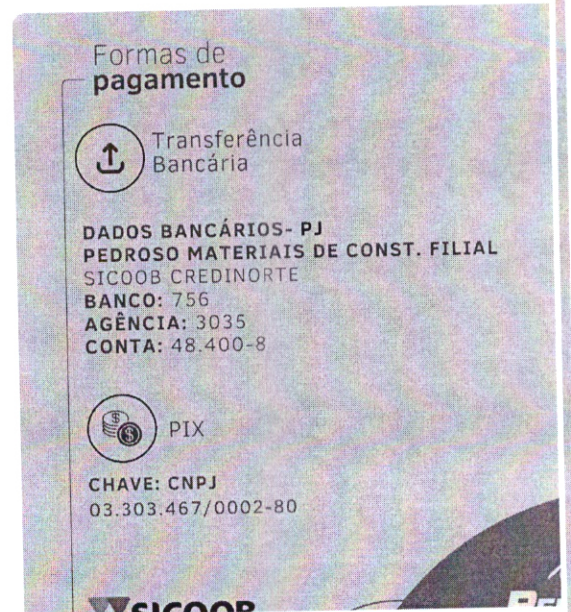 Formas de
pagamento
Transferência
Bancária
DADOS BANCÁRIOS- PJ
PEDROSO MATERIAIS DE CONST. FILIAL
SICOOB CREDINORTE
BANCO: 756
AGÊNCIA: 3035
CONTA: 48.400-8
PIX
CHAVE: CNPJ
03.303.467/0002-80
SICOOB